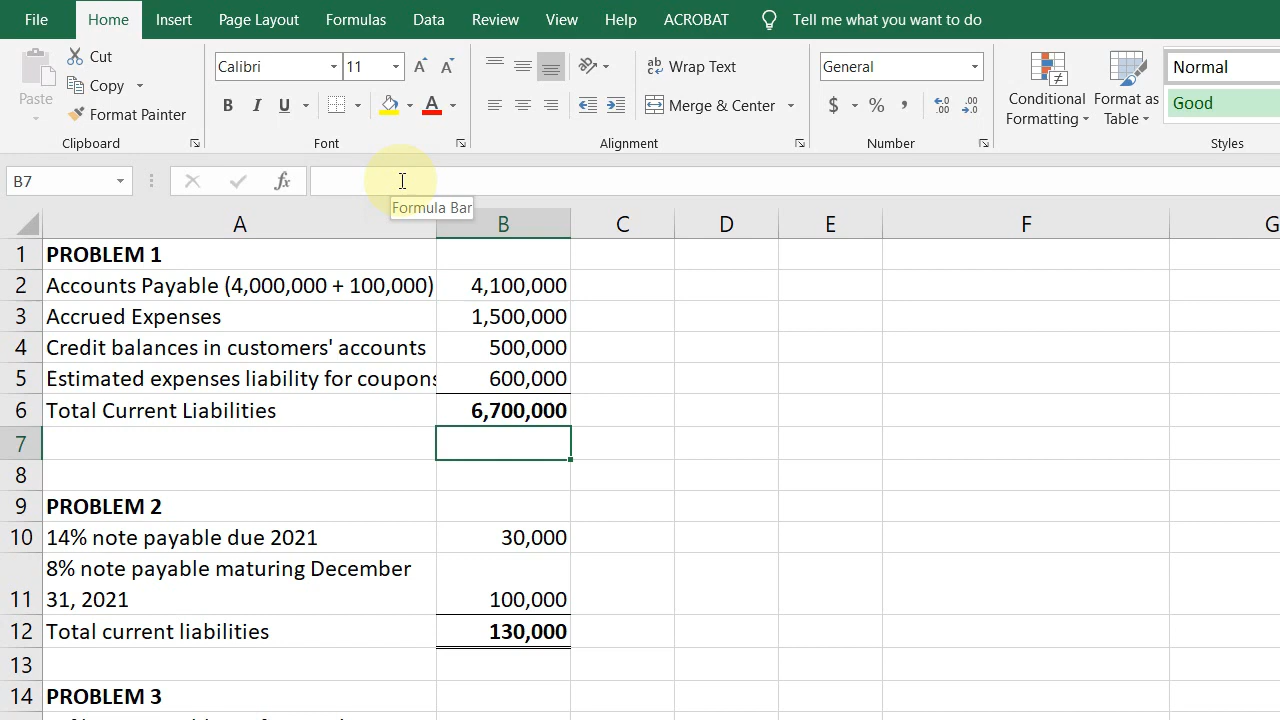 File Home Insert Page Layout Formulas Data Review View Help ACROBAT Tell me what you want to do
Paste
Cut
Copy
Format Painter
Clipboard
Calibri 11
B I U A
Font
Wrap Text
Merge & Center
Alignment
General
$ % ,
Number
Conditional Formatting
Format as Table
Normal
Good
Styles
B7 fx
Formula Bar
A B C D E F G
1 PROBLEM 1
2 Accounts Payable (4,000,000 + 100,000) 4,100,000
3 Accrued Expenses 1,500,000
4 Credit balances in customers' accounts 500,000
5 Estimated expenses liability for coupons 600,000
6 Total Current Liabilities 6,700,000
7
8
9 PROBLEM 2
10 14% note payable due 2021 30,000
8% note payable maturing December
11 31, 2021 100,000
12 Total current liabilities 130,000
13
14 PROBLEM 3